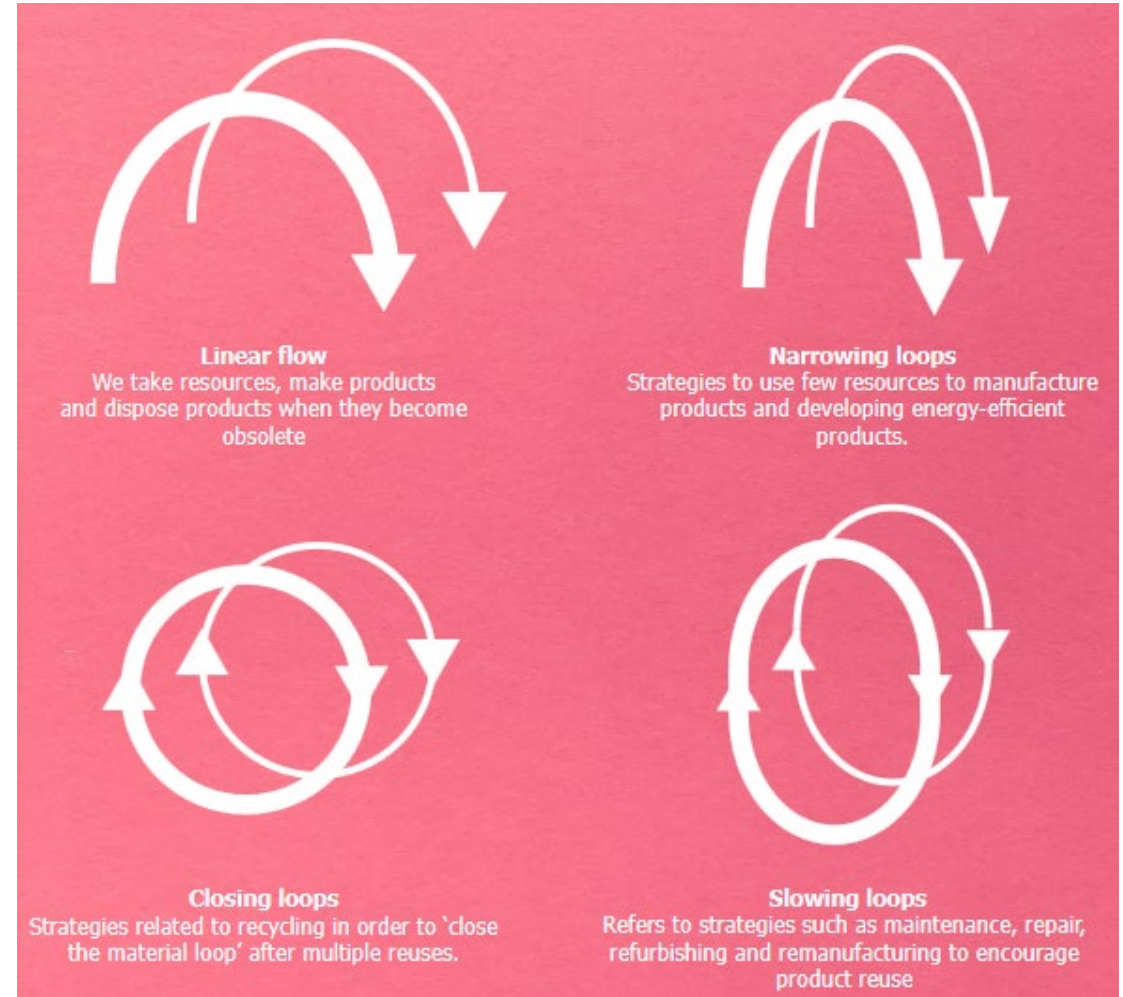 Linear flow
We take resources, make products
and dispose products when they become
obsolete
Narrowing loops
Strategies to use few resources to manufacture
products and developing energy-efficient
products.
Closing loops
Strategies related to recycling in order to ‘close
the material loop’ after multiple reuses.
Slowing loops
Refers to strategies such as maintenance, repair,
refurbishing and remanufacturing to encourage
product reuse